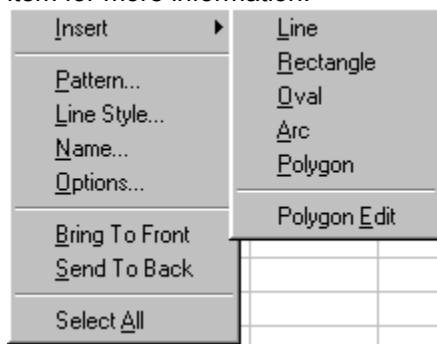 item for more information.
Insert
Pattern...
Line Style...
Name...
Options...
Bring To Front
Send To Back
Select All
Line
Rectangle
Oval
Arc
Polygon
Polygon Edit